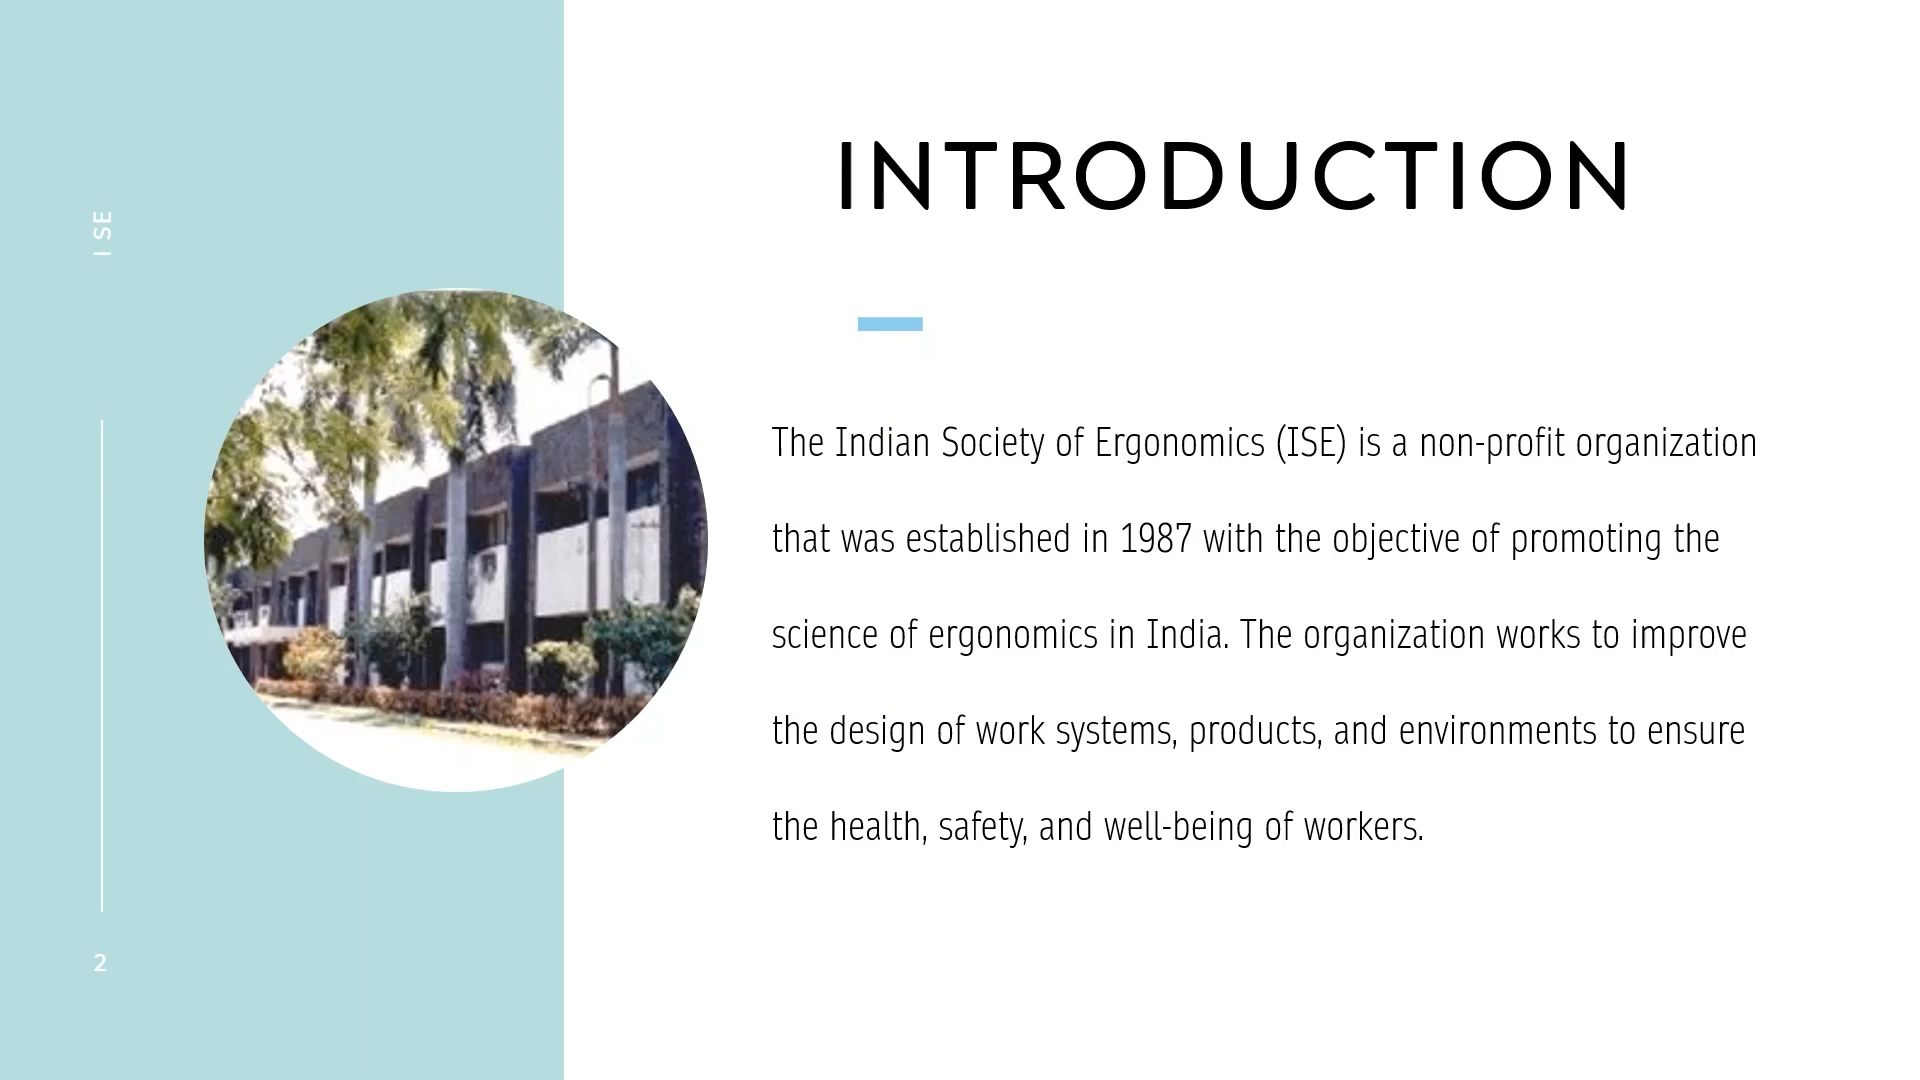 I SE
INTRODUCTION
The Indian Society of Ergonomics (ISE) is a non-profit organization
that was established in 1987 with the objective of promoting the
science of ergonomics in India. The organization works to improve
the design of work systems, products, and environments to ensure
the health, safety, and well-being of workers.
2